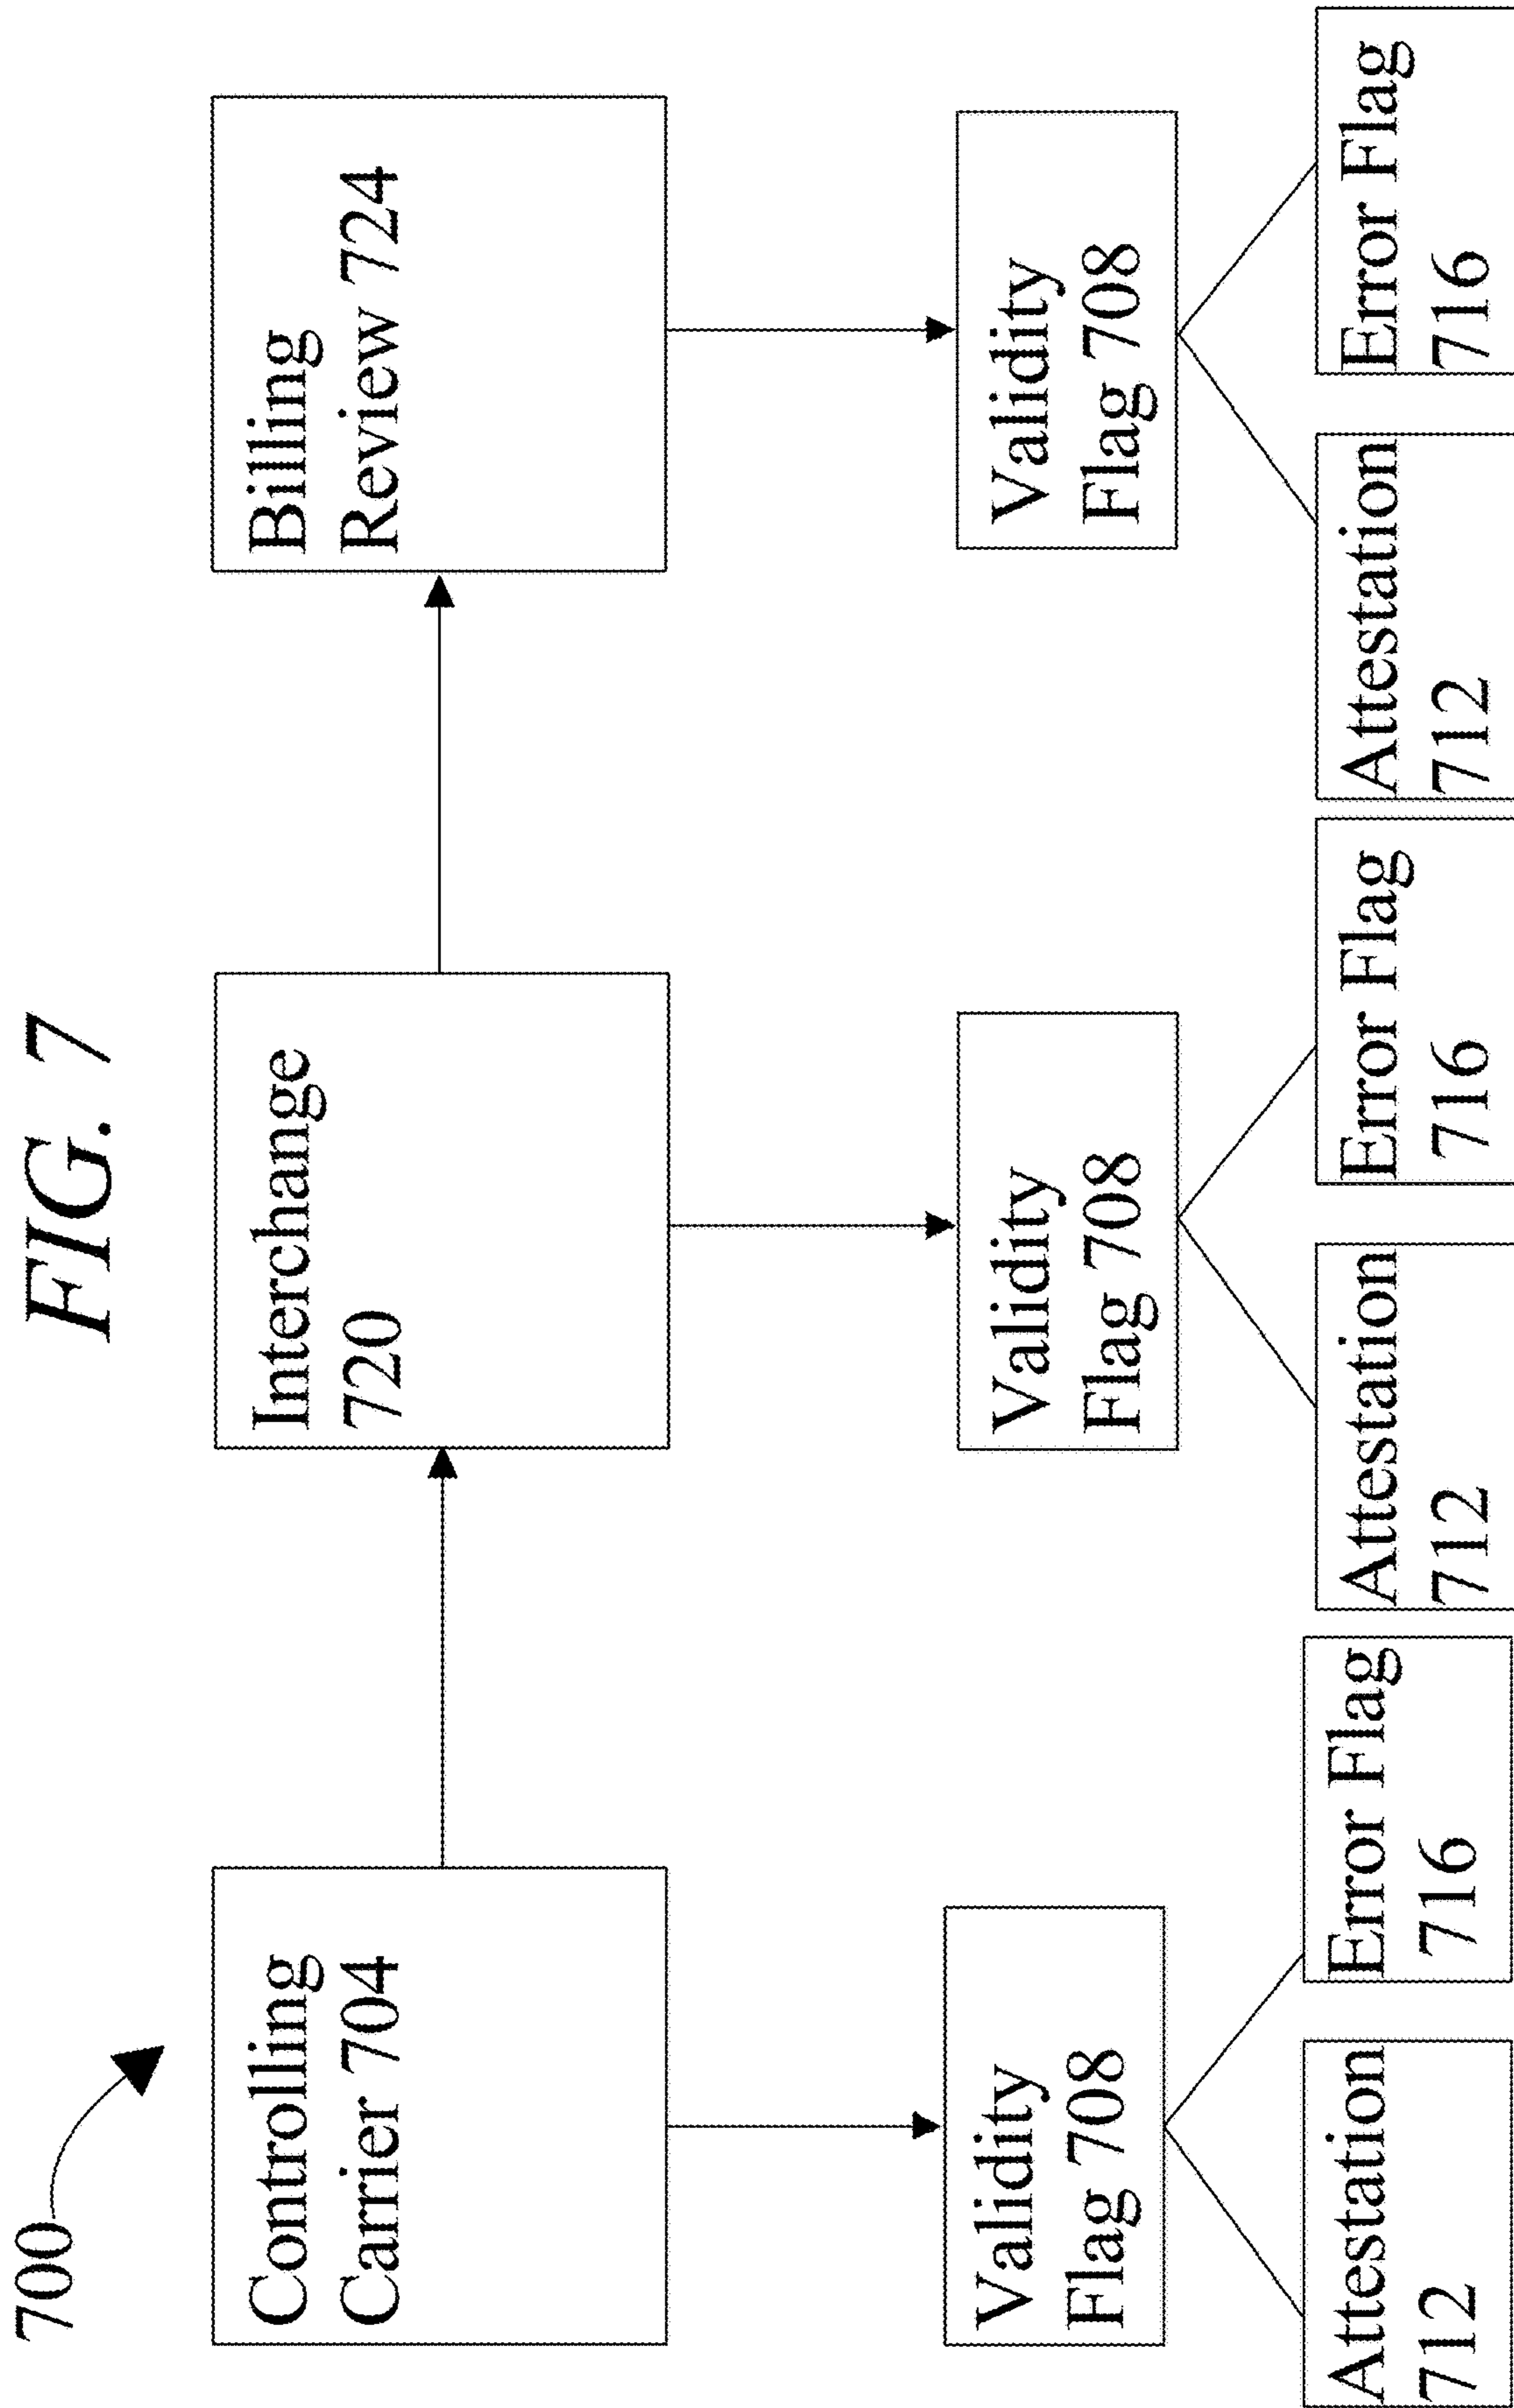 FIG. 7
700
Controlling
Carrier 704
Interchange
720
Billing
Review 724
Validity
Flag 708
Validity
Flag 708
Validity
Flag 708
Attestation
712
Error Flag
716
Attestation
712
Error Flag
716
Attestation
712
Error Flag
716